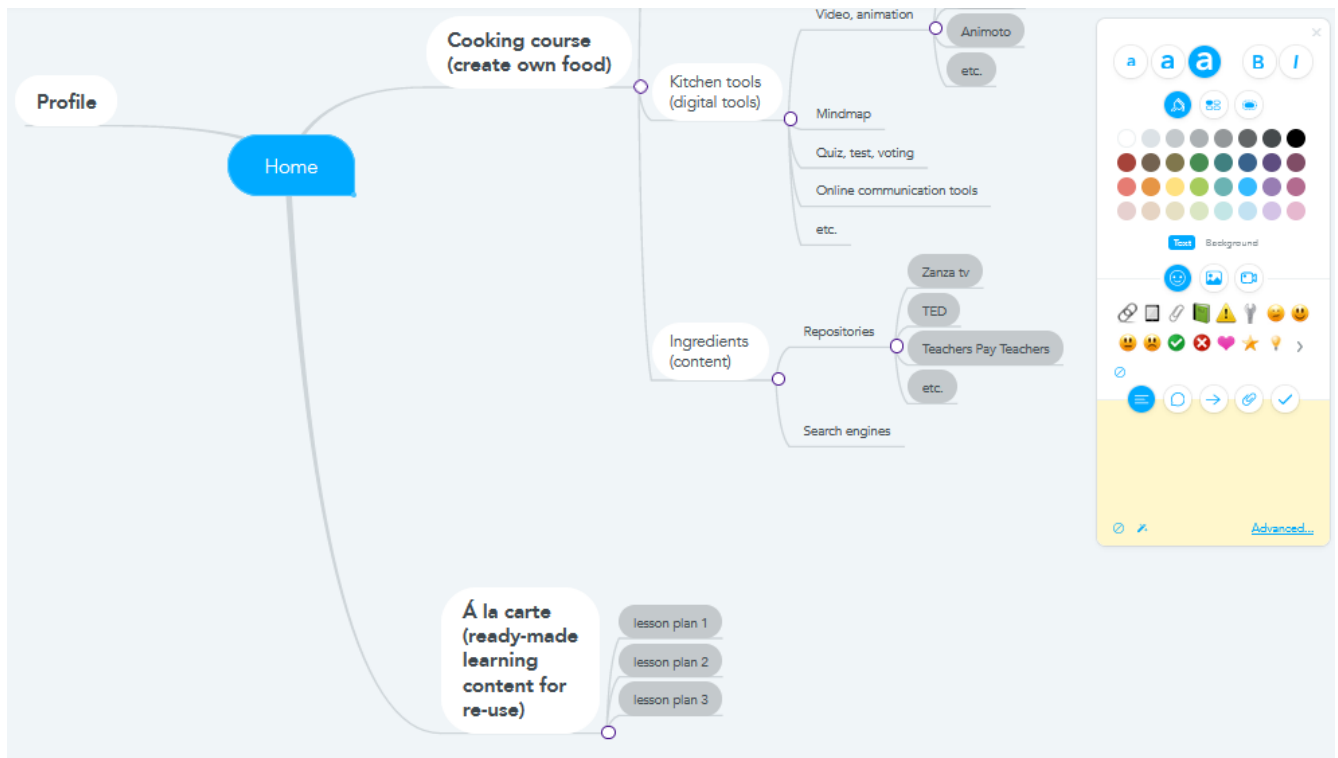 Profile
Home
Cooking course
(create own food)
Kitchen tools
(digital tools)
Video, animation
Animoto
etc.
Mindmap
Quiz, test, voting
Online communication tools
etc.
Ingredients
(content)
Repositories
Zanza tv
TED
Teachers Pay Teachers
etc.
Search engines
Á la carte
(ready-made
learning
content for
re-use)
lesson plan 1
lesson plan 2
lesson plan 3
a a a B I
Text Background
Advanced...